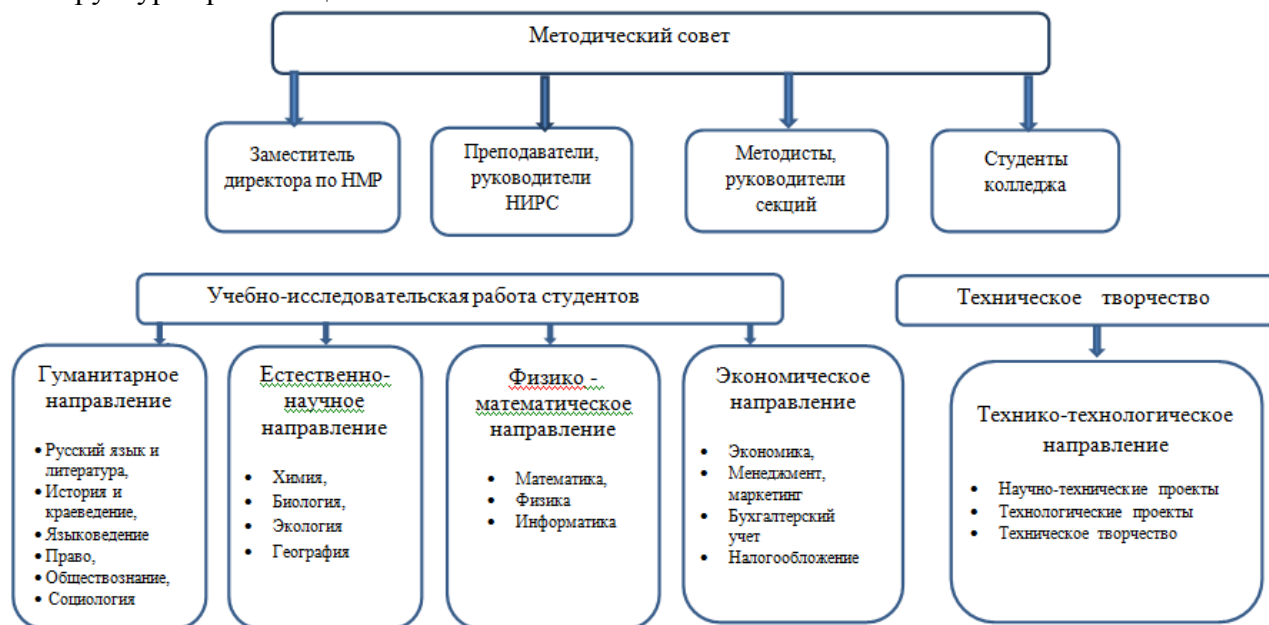 Методический совет
Заместитель
директора по НМР
Преподаватели,
руководители
НИРС
Методисты,
руководители
секций
Студенты
колледжа
Учебно-исследовательская работа студентов
Техническое творчество
Гуманитарное
направление
• Русский язык и
литература,
• История и
краеведение,
• Языковедение
• Право,
• Обществознание,
• Социология
Естественно-
научное
направление
• Химия,
• Биология,
• Экология
• География
Физико -
математическое
направление
• Математика,
• Физика
• Информатика
Экономическое
направление
• Экономика,
• Менеджмент,
маркетинг
• Бухгалтерский
учет
• Налогообложение
Технико-технологическое
направление
• Научно-технические проекты
• Технологические проекты
• Техническое творчество